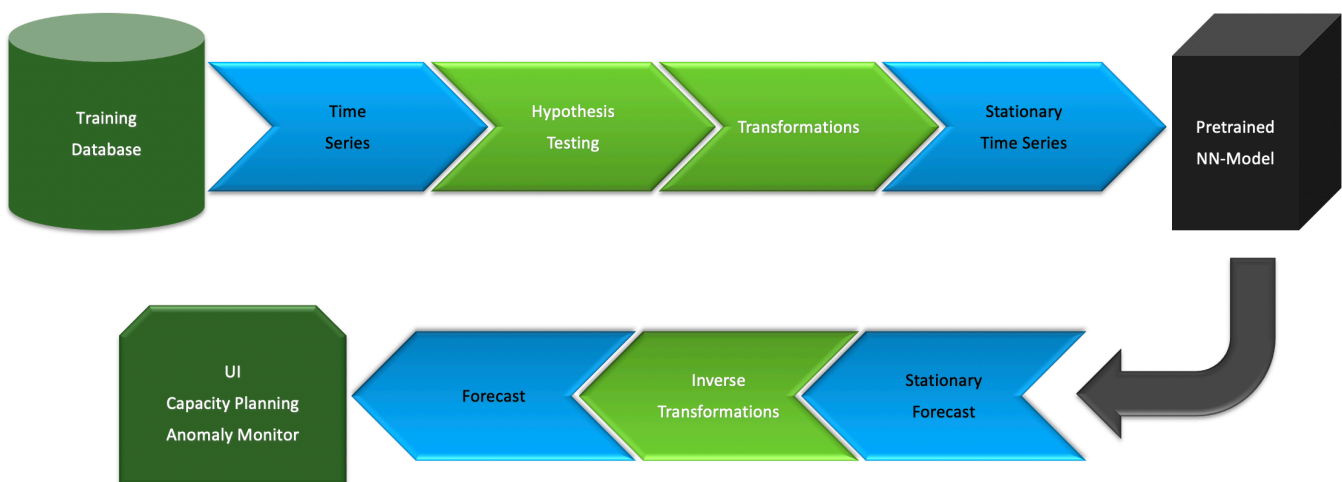 Training
Database
Time
Series
Hypothesis
Testing
Transformations
Stationary
Time Series
Pretrained
NN-Model
UI
Capacity Planning
Anomaly Monitor
Forecast
Inverse
Transformations
Stationary
Forecast